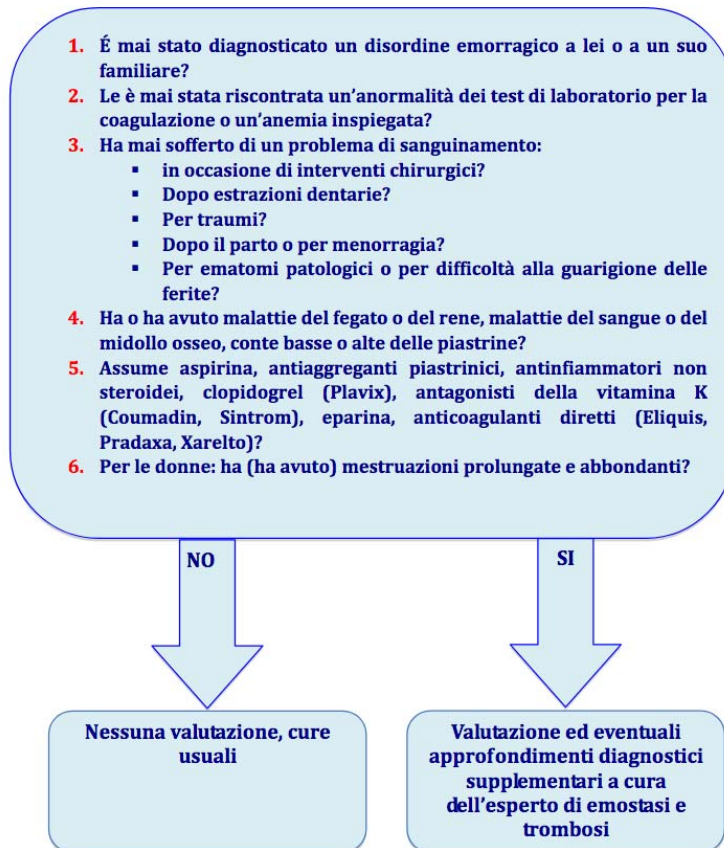 1. É mai stato diagnosticato un disordine emorragico a lei o a un suo
familiare?
2. Le è mai stata riscontrata un'anormalità dei test di laboratorio per la
coagulazione o un'anemia inspiegata?
3. Ha mai sofferto di un problema di sanguinamento:
▪ in occasione di interventi chirurgici?
▪ Dopo estrazioni dentarie?
▪ Per traumi?
▪ Dopo il parto o per menorragia?
▪ Per ematomi patologici o per difficoltà alla guarigione delle
ferite?
4. Ha o ha avuto malattie del fegato o del rene, malattie del sangue o del
midollo osseo, conte basse o alte delle piastrine?
5. Assume aspirina, antiaggreganti piastrinici, antinfiammatori non
steroidei, clopidogrel (Plavix), antagonisti della vitamina K
(Coumadin, Sintrom), eparina, anticoagulanti diretti (Eliquis,
Pradaxa, Xarelto)?
6. Per le donne: ha (ha avuto) mestruazioni prolungate e abbondanti?
NO
SI
Nessuna valutazione, cure
usuali
Valutazione ed eventuali
approfondimenti diagnostici
supplementari a cura
dell'esperto di emostasi e
trombosi